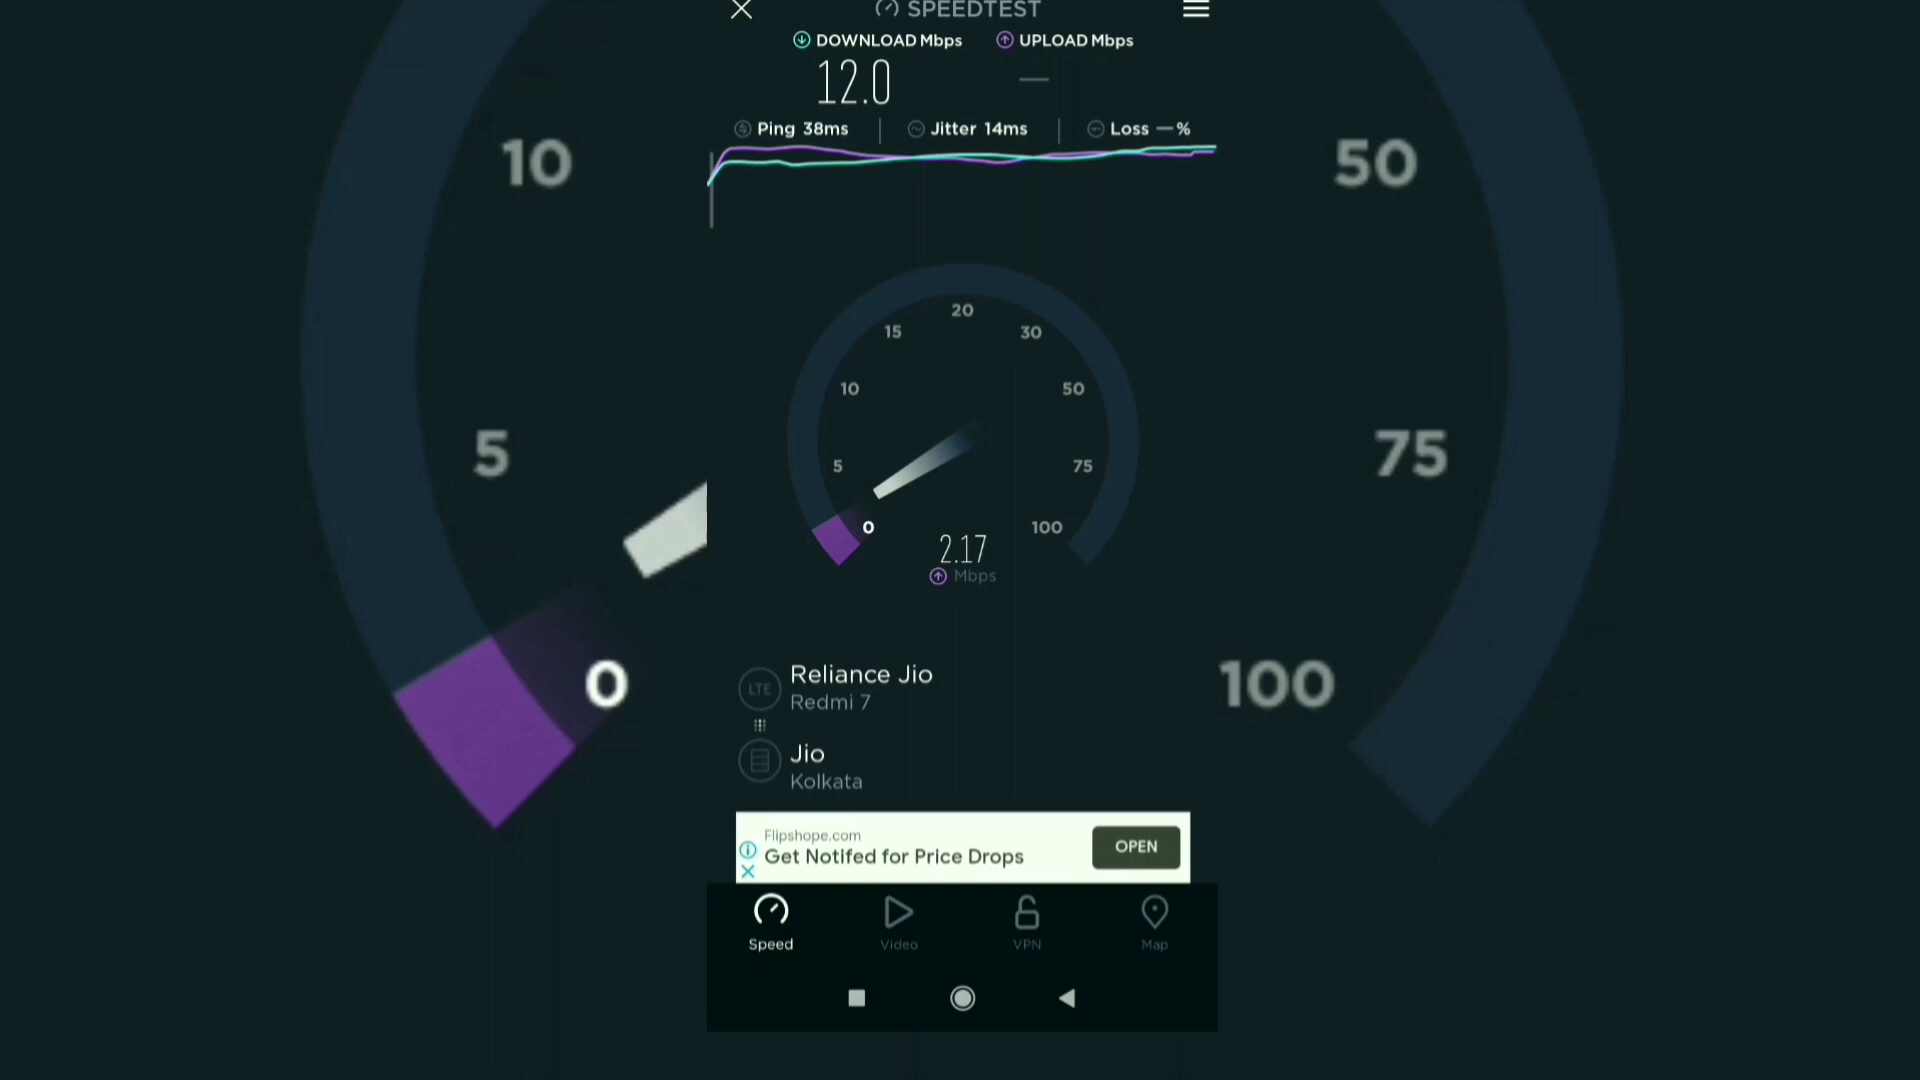 SPEEDTEST
DOWNLOAD Mbps
UPLOAD Mbps
12.0
—
Ping 38ms
Jitter 14ms
Loss — %
10
50
5
75
0
100
20
15
30
10
50
5
75
0
100
2.17
Mbps
LTE
Reliance Jio
Redmi 7
Jio
Kolkata
Flipshope.com
Get Notifed for Price Drops
OPEN
Speed
Video
VPN
Map